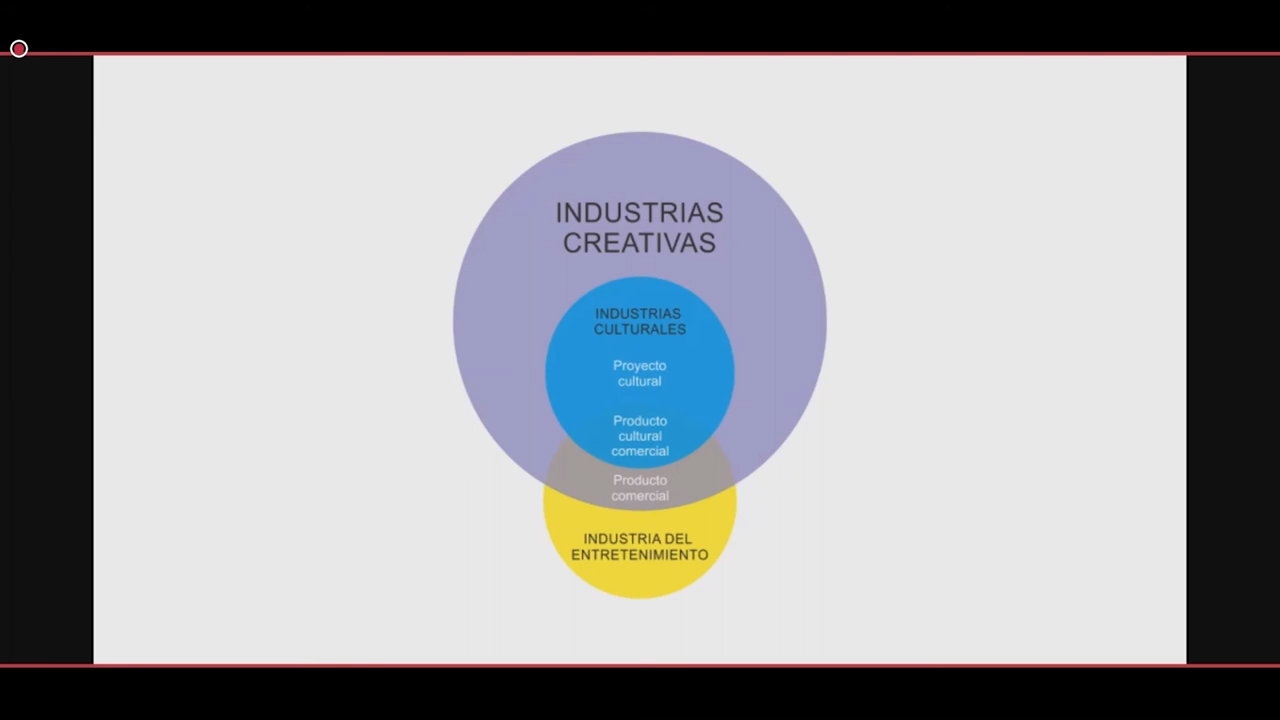 INDUSTRIAS
CREATIVAS
INDUSTRIAS
CULTURALES
Proyecto
cultural
Producto
cultural
comercial
Producto
comercial
INDUSTRIA DEL
ENTRETENIMIENTO